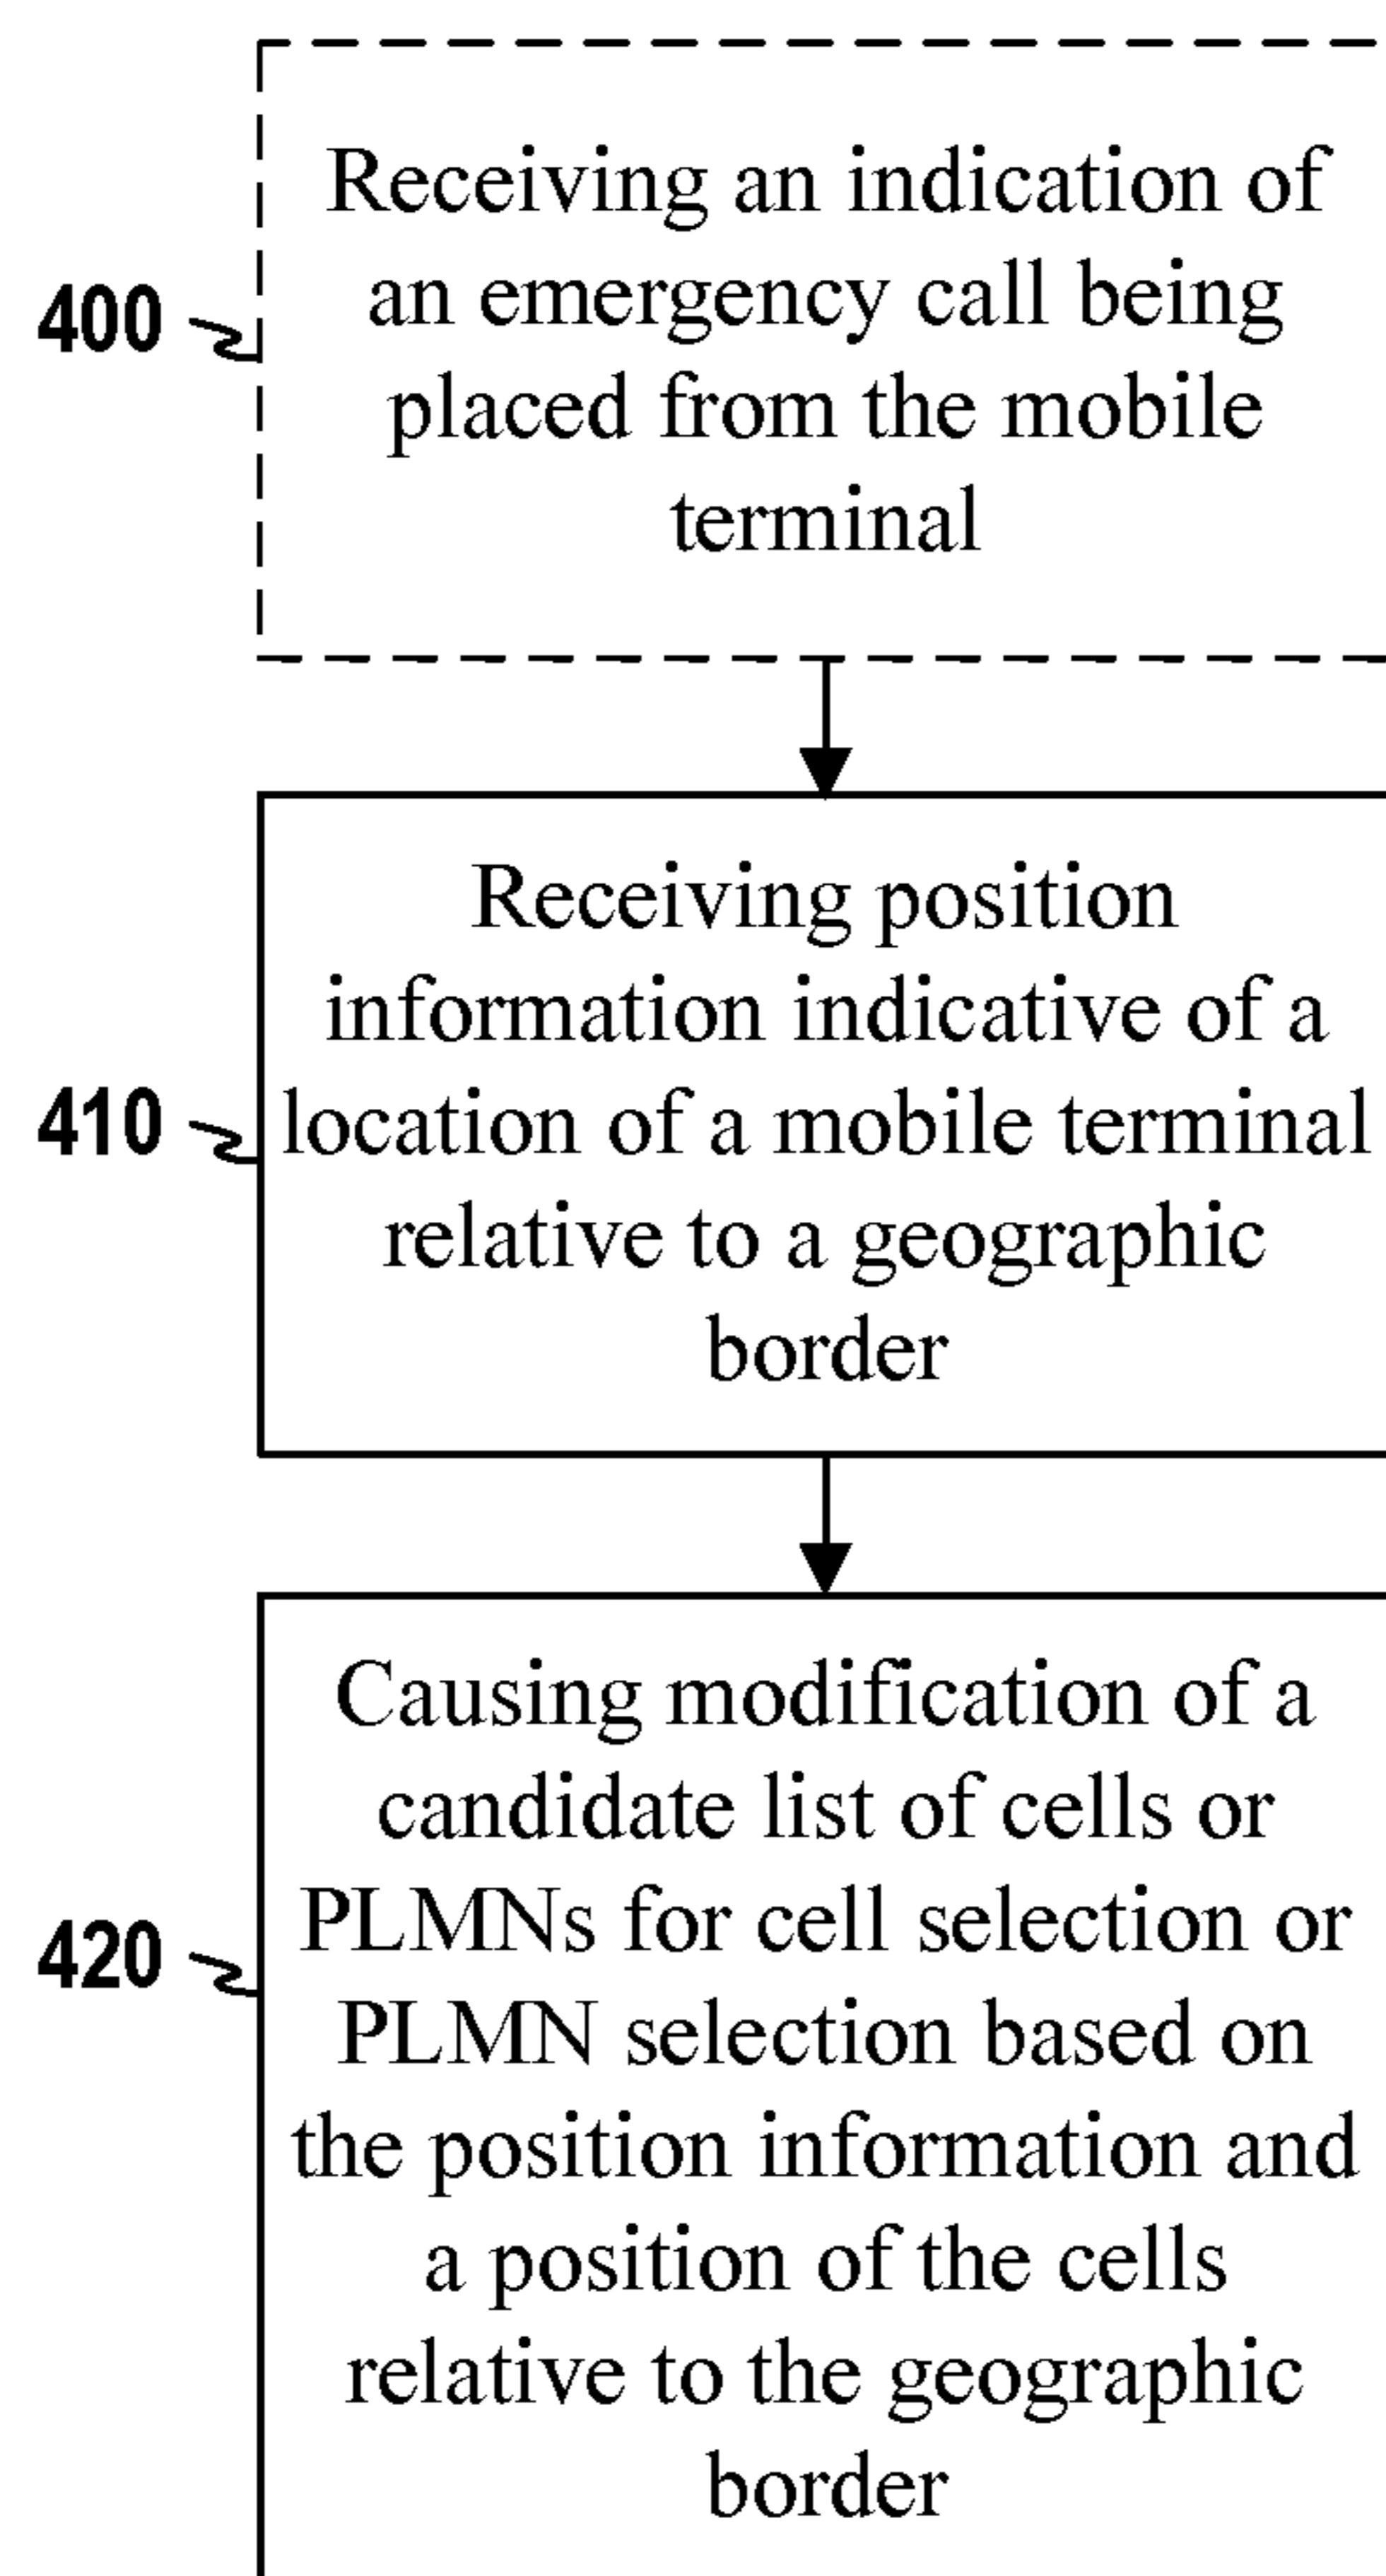 Receiving an indication of
an emergency call being
placed from the mobile
terminal
400
Receiving position
information indicative of a
location of a mobile terminal
relative to a geographic
border
410
Causing modification of a
candidate list of cells or
PLMNs for cell selection or
PLMN selection based on
the position information and
a position of the cells
relative to the geographic
border
420